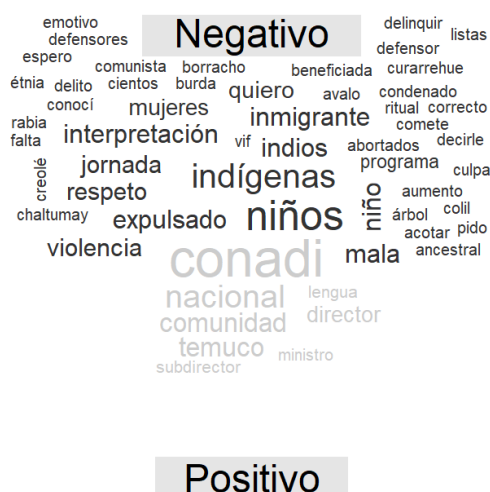 Negativo
emotivo
delinquir
listas
defensores
defensor
espero
comunista
borracho
beneficiada
curarrehue
étnia
delito
cientos
burda
quiero
avalo
condenado
conocí
mujeres
inmigrante
ritual
correcto
rabia
comete
falta
interpretación
vif
indios
abortados
decirle
creolé
jornada
indígenas
programa
culpa
respeto
niños
niño
aumento
chaltumay
expulsado
árbol
colil
acotar
pido
violencia
conadi
mala
ancestral
nacional
lengua
comunidad
director
temuco
ministro
subdirector
Positivo